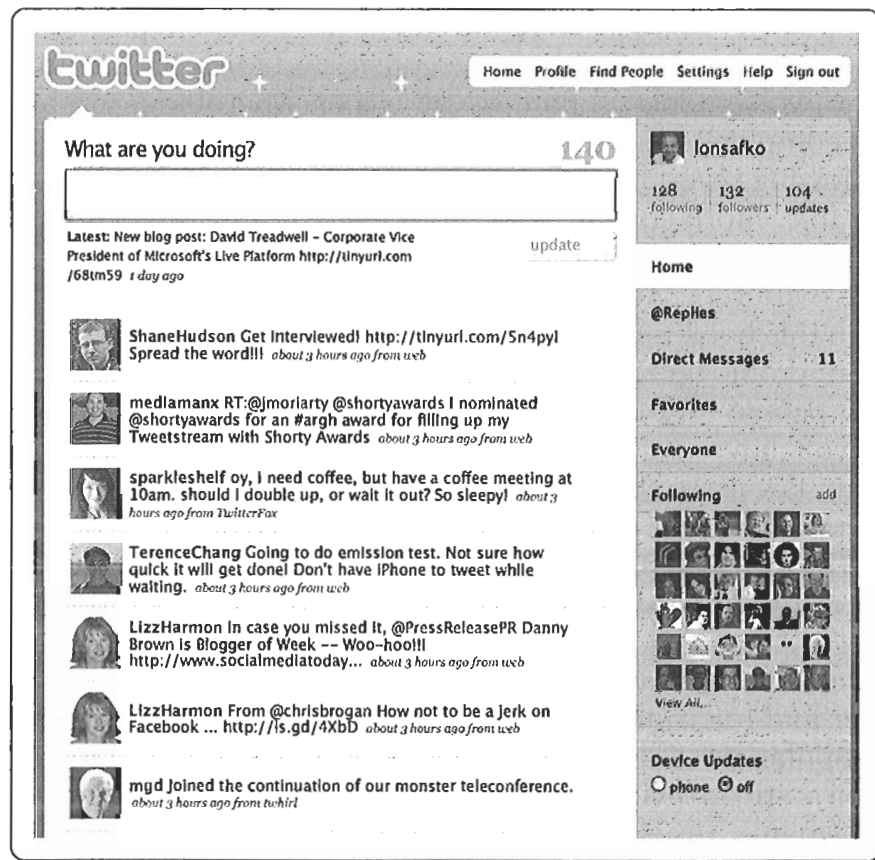 twitter
Home Profile Find People Settings Help Sign out
What are you doing?
140
Latest: New blog post: David Treadwell – Corporate Vice
President of Microsoft's Live Platform http://tinyurl.com
/68tm59 1 day ago
update
ShaneHudson Get Interviewed! http://tinyurl.com/5n4pyl
Spread the word!!! about 3 hours ago from web
mediamanx RT:@jmoriarty @shortyawards I nominated
@shortyawards for an #argh award for filling up my
Tweetstream with Shorty Awards about 3 hours ago from web
sparkleshelf oy, I need coffee, but have a coffee meeting at
10am. should I double up, or wait it out? So sleepy! about 3
hours ago from TwitterFox
TerenceChang Going to do emission test. Not sure how
quick it will get done! Don't have iPhone to tweet while
waiting. about 3 hours ago from web
LizzHarmon In case you missed it, @PressReleasePR Danny
Brown is Blogger of Week -- Woo-hoo!!!
http://www.socialmediatoday... about 3 hours ago from web
LizzHarmon From @chrisbrogan How not to be a jerk on
Facebook ... http://is.gd/4XbD about 3 hours ago from web
mgd Joined the continuation of our monster teleconference.
about 3 hours ago from twhirl
lonsafko
128 132 104
following followers updates
Home
@Replies
Direct Messages 11
Favorites
Everyone
Following add
View All...
Device Updates
phone off